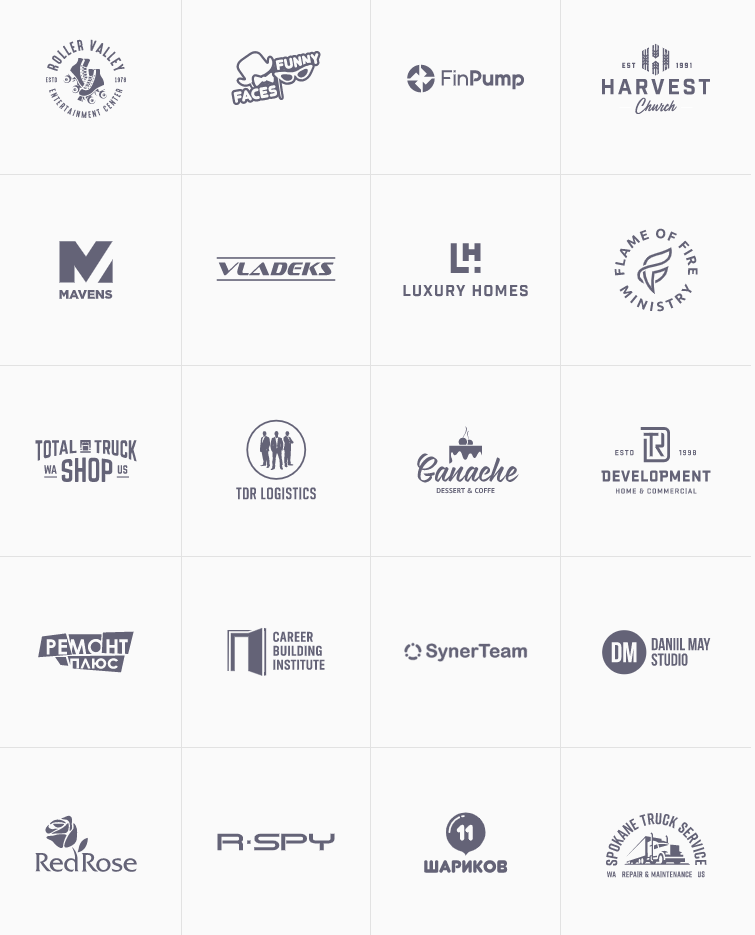 ROLLER VALLEY
ESTD 1979
ENTERTAINMENT CENTER
FUNNY
FACES
FinPump
EST 1991
HARVEST
Church
M
MAVENS
VLADEKS
LH
LUXURY HOMES
FLAME OF FIRE
MINISTRY
TOTAL TRUCK
WA SHOP US
TDR LOGISTICS
Ganache
DESSERT & COFFE
ESTD TR 1998
DEVELOPMENT
HOME & COMMERCIAL
РЕМОНТ
ПЛЮС
CAREER
BUILDING
INSTITUTE
SynerTeam
DM
DANIIL MAY
STUDIO
RedRose
R·SPY
11
ШАРИКОВ
SPOKANE TRUCK SERVICE
WA REPAIR & MAINTENANCE US